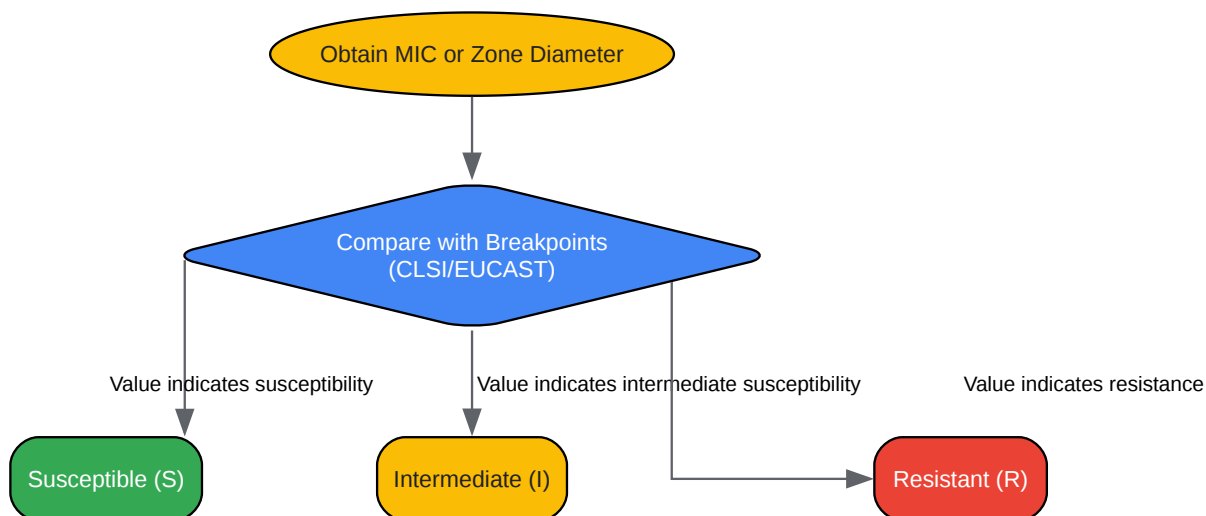 Obtain MIC or Zone Diameter
Compare with Breakpoints
(CLSI/EUCAST)
Value indicates susceptibility
Value indicates intermediate susceptibility
Value indicates resistance
Susceptible (S)
Intermediate (I)
Resistant (R)